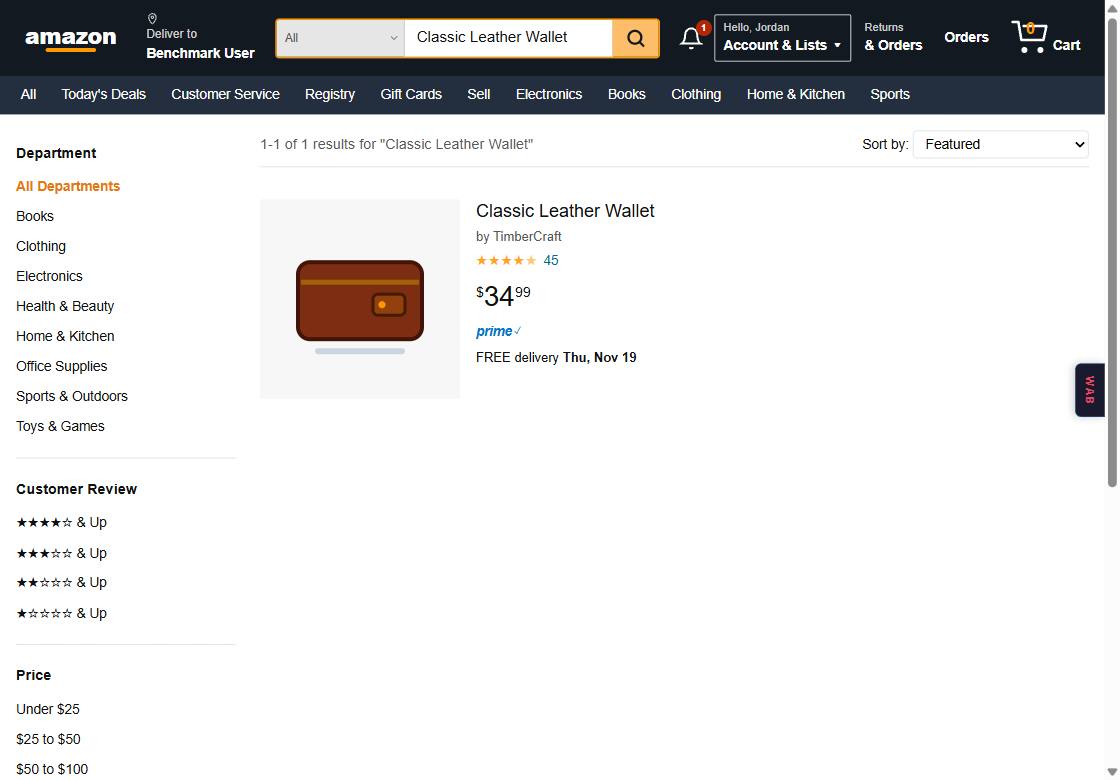 amazon
Deliver to
Benchmark User
All
Classic Leather Wallet
1
Hello, Jordan
Account & Lists
Returns
& Orders
Orders
0
Cart
All
Today's Deals
Customer Service
Registry
Gift Cards
Sell
Electronics
Books
Clothing
Home & Kitchen
Sports
1-1 of 1 results for "Classic Leather Wallet"
Sort by: Featured
Department
All Departments
Books
Clothing
Electronics
Health & Beauty
Home & Kitchen
Office Supplies
Sports & Outdoors
Toys & Games
Customer Review
★★★★☆ & Up
★★★☆☆ & Up
★★☆☆☆ & Up
★☆☆☆☆ & Up
Price
Under $25
$25 to $50
$50 to $100
Classic Leather Wallet
by TimberCraft
★★★★★ 45
$34 99
prime ✓
FREE delivery Thu, Nov 19
WAB